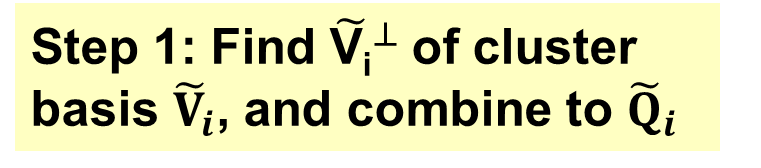 Step 1: Find Ṽᵢ⊥ of cluster
basis Ṽᵢ, and combine to Q̃ᵢ